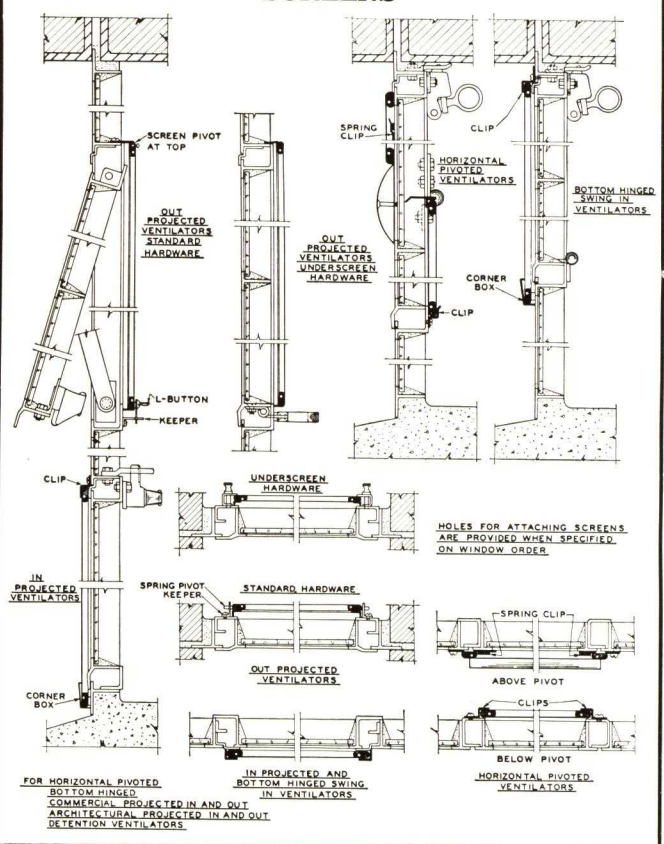 SCREENS
SCREEN PIVOT
AT TOP
OUT
PROJECTED
VENTILATORS
STANDARD
HARDWARE
L-BUTTON
KEEPER
OUT
PROJECTED
VENTILATORS
UNDERSCREEN
HARDWARE
SPRING
CLIP
HORIZONTAL
PIVOTED
VENTILATORS
CLIP
CLIP
BOTTOM HINGED
SWING IN
VENTILATORS
CORNER
BOX
CLIP
IN
PROJECTED
VENTILATORS
CORNER
BOX
UNDERSCREEN
HARDWARE
HOLES FOR ATTACHING SCREENS
ARE PROVIDED WHEN SPECIFIED
ON WINDOW ORDER
SPRING PIVOT
KEEPER
STANDARD HARDWARE
OUT PROJECTED
VENTILATORS
SPRING CLIP
ABOVE PIVOT
CLIPS
BELOW PIVOT
HORIZONTAL PIVOTED
VENTILATORS
IN PROJECTED AND
BOTTOM HINGED SWING
IN VENTILATORS
FOR HORIZONTAL PIVOTED
BOTTOM HINGED
COMMERCIAL PROJECTED IN AND OUT
ARCHITECTURAL PROJECTED IN AND OUT
DETENTION VENTILATORS